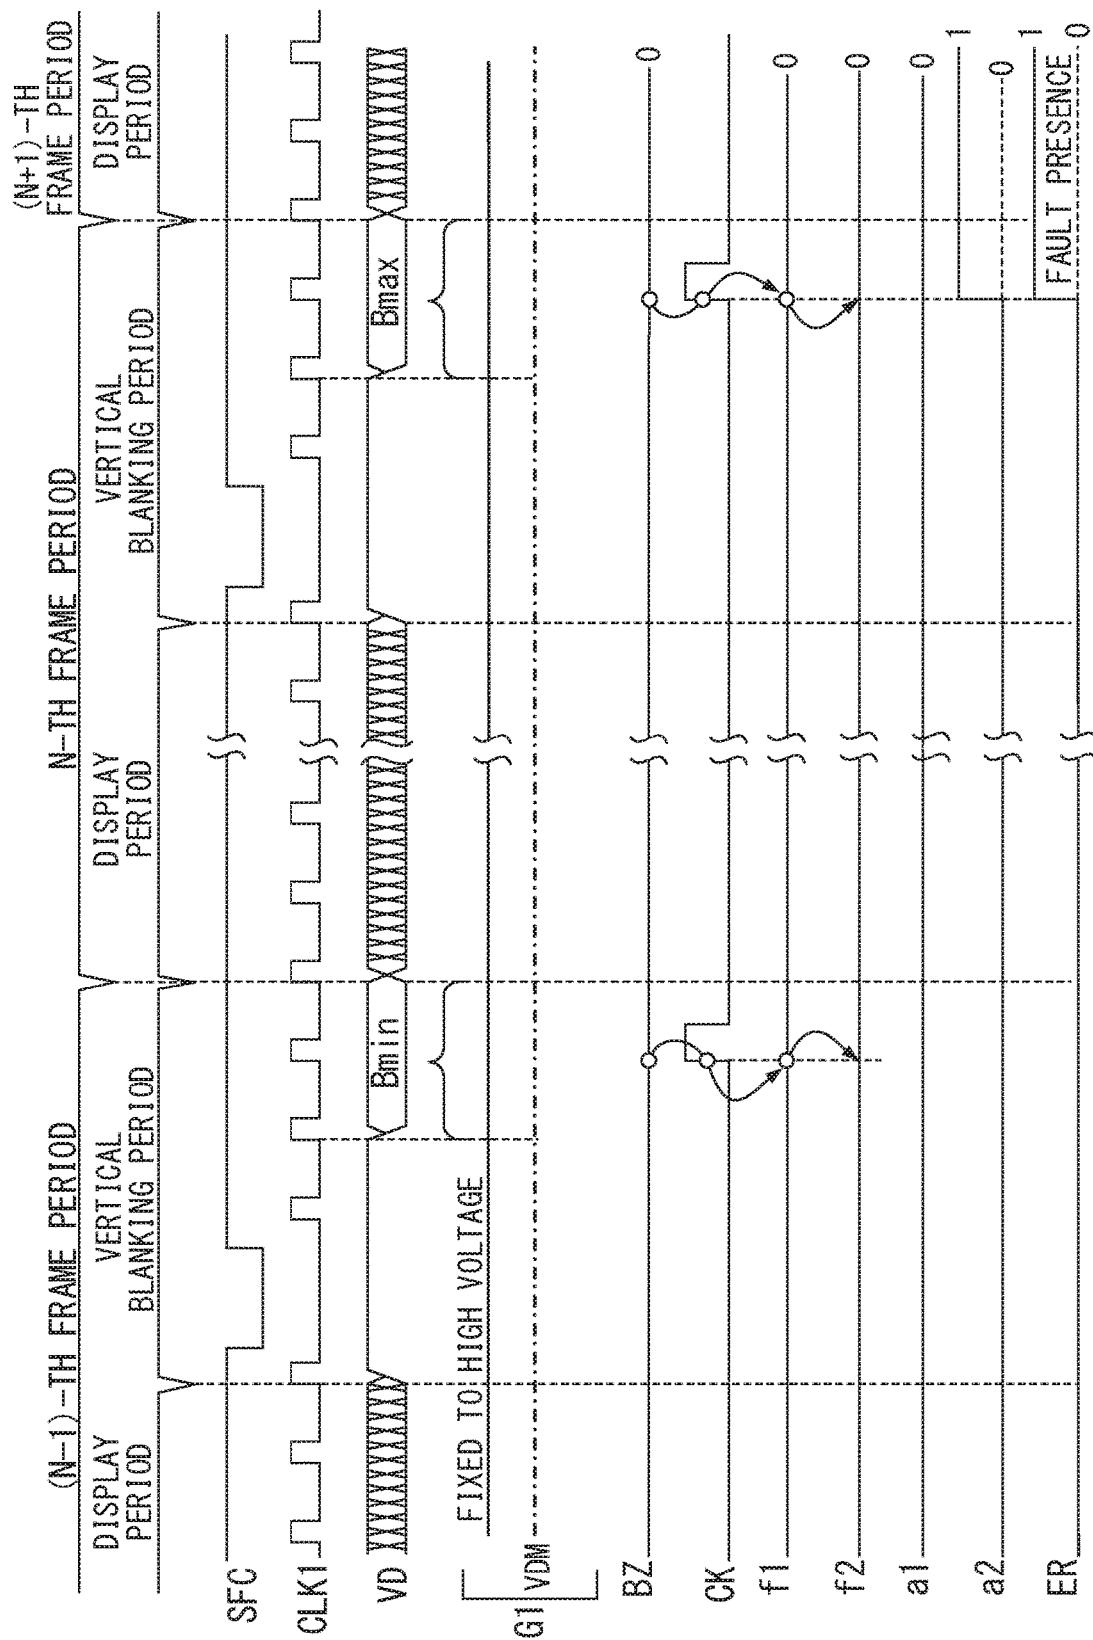 (N-1)-TH FRAME PERIOD
N-TH FRAME PERIOD
(N+1)-TH
FRAME PERIOD
DISPLAY
PERIOD
VERTICAL
BLANKING PERIOD
DISPLAY
PERIOD
VERTICAL
BLANKING PERIOD
DISPLAY
PERIOD
SFC
CLK1
VD
Bmin
Bmax
FIXED TO HIGH VOLTAGE
G1
VDM
BZ
0
CK
f1
0
f2
0
a1
0
a2
1
0
ER
FAULT PRESENCE
1
0